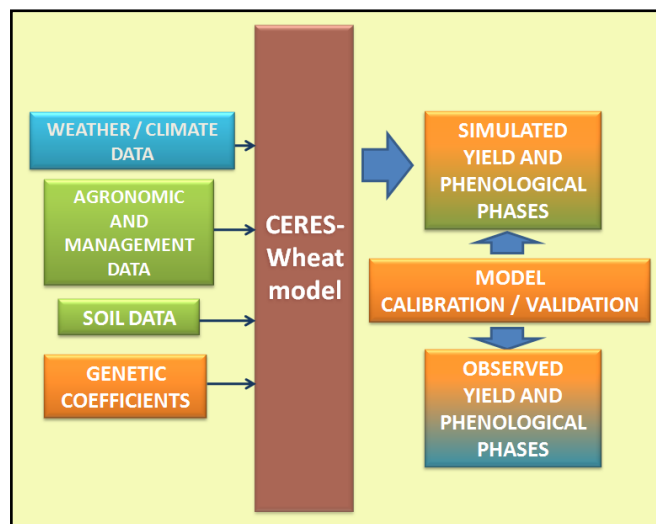 WEATHER / CLIMATE
DATA
AGRONOMIC
AND
MANAGEMENT
DATA
SOIL DATA
GENETIC
COEFFICIENTS
CERES-
Wheat
model
SIMULATED
YIELD AND
PHENOLOGICAL
PHASES
MODEL
CALIBRATION / VALIDATION
OBSERVED
YIELD AND
PHENOLOGICAL
PHASES